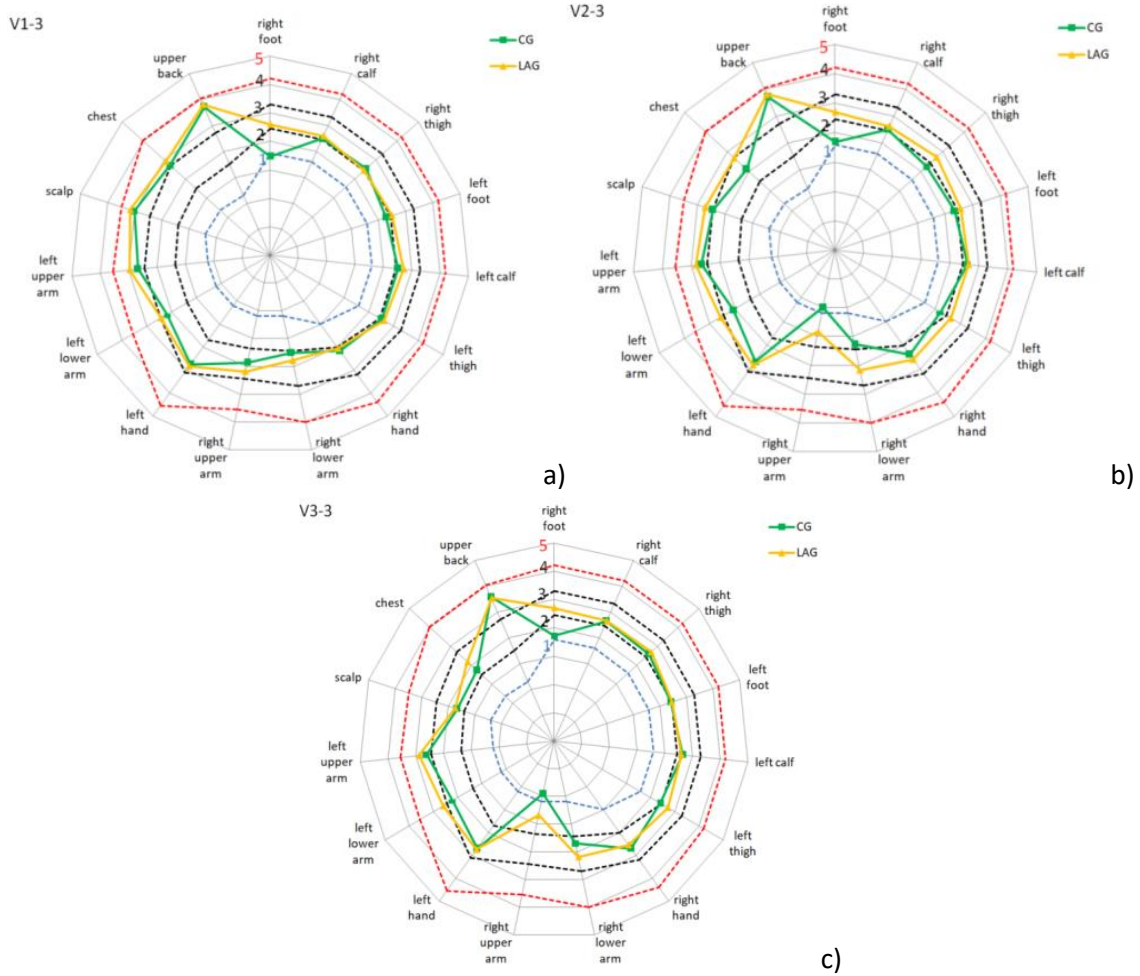 V1-3
right
foot
CG
LAG
5
4
3
2
1
right
calf
right
thigh
left
foot
left calf
left
thigh
right
hand
right
lower
arm
right
upper
arm
left
hand
left
lower
arm
left
upper
arm
scalp
chest
upper
back
a)
V2-3
right
foot
CG
LAG
5
4
3
2
1
right
calf
right
thigh
left
foot
left calf
left
thigh
right
hand
right
lower
arm
right
upper
arm
left
hand
left
lower
arm
left
upper
arm
scalp
chest
upper
back
b)
V3-3
right
foot
CG
LAG
5
4
3
2
1
right
calf
right
thigh
left
foot
left calf
left
thigh
right
hand
right
lower
arm
right
upper
arm
left
hand
left
lower
arm
left
upper
arm
scalp
chest
upper
back
c)